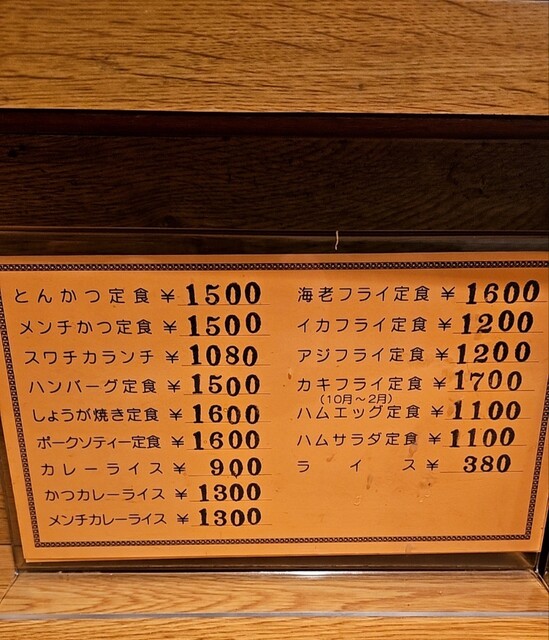 とんかつ定食 ¥ 1500
メンチかつ定食 ¥ 1500
スワチカランチ ¥ 1080
ハンバーグ定食 ¥ 1500
しょうが焼き定食 ¥ 1600
ポークソティー定食 ¥ 1600
カレーライス ¥ 900
かつカレーライス ¥ 1300
メンチカレーライス ¥ 1300
海老フライ定食 ¥ 1600
イカフライ定食 ¥ 1200
アジフライ定食 ¥ 1200
カキフライ定食 ¥ 1700
(10月～2月)
ハムエッグ定食 ¥ 1100
ハムサラダ定食 ¥ 1100
ライス ¥ 380